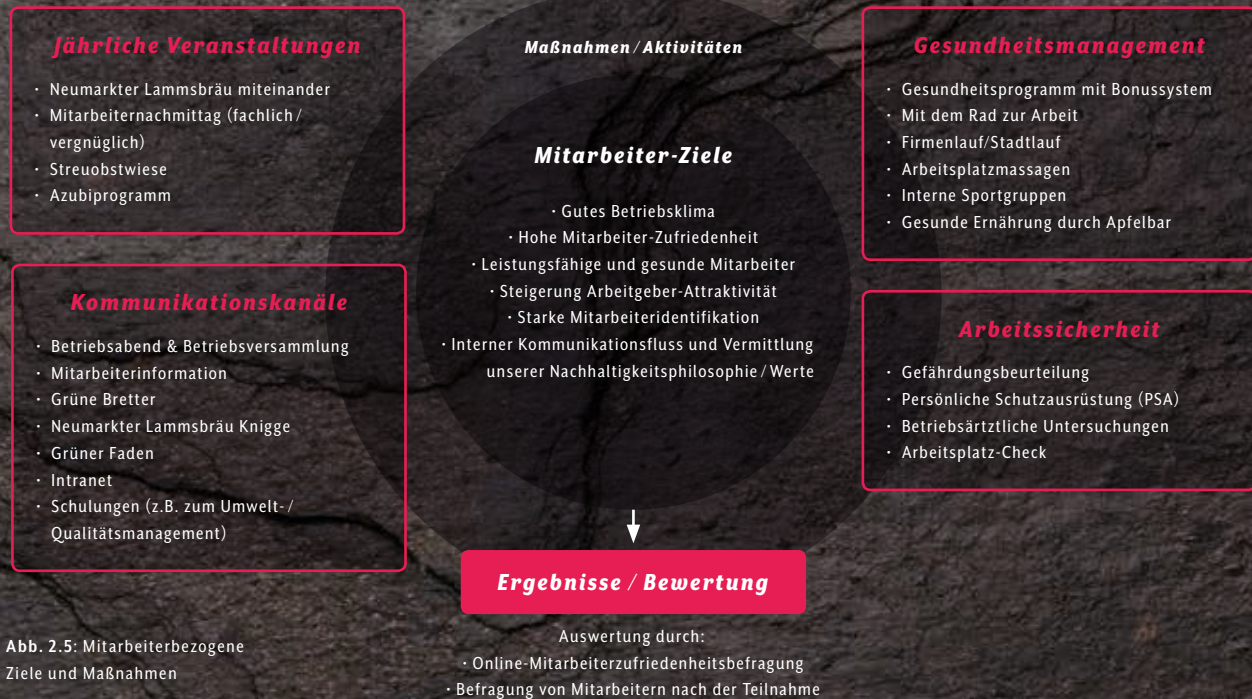 Jährliche Veranstaltungen
· Neumarkter Lammsbräu miteinander
· Mitarbeiternachmittag (fachlich /
vergnüglich)
· Streuobstwiese
· Azubiprogramm
Kommunikationskanäle
· Betriebsabend & Betriebsversammlung
· Mitarbeiterinformation
· Grüne Bretter
· Neumarkter Lammsbräu Knigge
· Grüner Faden
· Intranet
· Schulungen (z.B. zum Umwelt- /
Qualitätsmanagement)
Maßnahmen / Aktivitäten
Mitarbeiter-Ziele
· Gutes Betriebsklima
· Hohe Mitarbeiter-Zufriedenheit
· Leistungsfähige und gesunde Mitarbeiter
· Steigerung Arbeitgeber-Attraktivität
· Starke Mitarbeiteridentifikation
· Interner Kommunikationsfluss und Vermittlung
unserer Nachhaltigkeitsphilosophie / Werte
Gesundheitsmanagement
· Gesundheitsprogramm mit Bonussystem
· Mit dem Rad zur Arbeit
· Firmenlauf/Stadtlauf
· Arbeitsplatzmassagen
· Interne Sportgruppen
· Gesunde Ernährung durch Apfelbar
Arbeitssicherheit
· Gefährdungsbeurteilung
· Persönliche Schutzausrüstung (PSA)
· Betriebsärtztliche Untersuchungen
· Arbeitsplatz-Check
Ergebnisse / Bewertung
Auswertung durch:
· Online-Mitarbeiterzufriedenheitsbefragung
· Befragung von Mitarbeitern nach der Teilnahme
Abb. 2.5: Mitarbeiterbezogene
Ziele und Maßnahmen